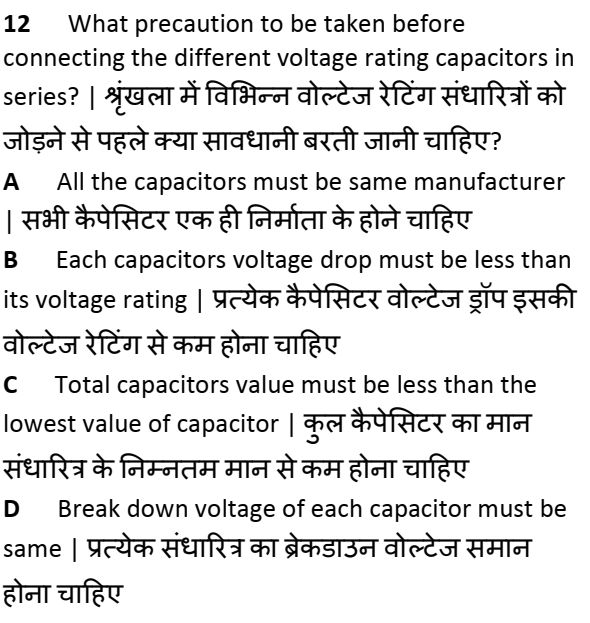 12 What precaution to be taken before
connecting the different voltage rating capacitors in
series? | श्रृंखला में विभिन्न वोल्टेज रेटिंग संधारित्रों को
जोड़ने से पहले क्या सावधानी बरती जानी चाहिए?
A All the capacitors must be same manufacturer
| सभी कैपेसिटर एक ही निर्माता के होने चाहिए
B Each capacitors voltage drop must be less than
its voltage rating | प्रत्येक कैपेसिटर वोल्टेज ड्रॉप इसकी
वोल्टेज रेटिंग से कम होना चाहिए
C Total capacitors value must be less than the
lowest value of capacitor | कुल कैपेसिटर का मान
संधारित्र के निम्नतम मान से कम होना चाहिए
D Break down voltage of each capacitor must be
same | प्रत्येक संधारित्र का ब्रेकडाउन वोल्टेज समान
होना चाहिए